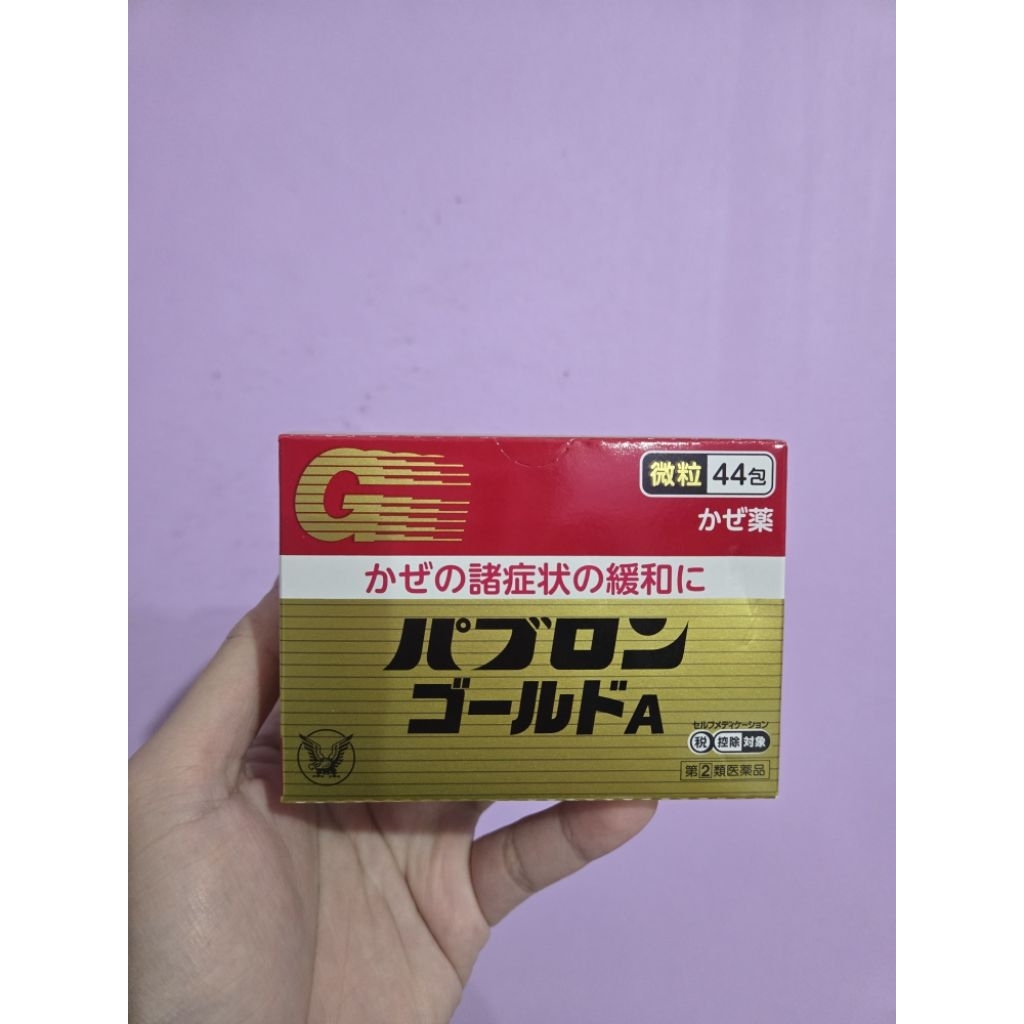 G
微粒 44包
かぜ薬
かぜの諸症状の緩和に
パブロン
ゴールドA
セルフメディケーション
税 控除 対象
第②類医薬品